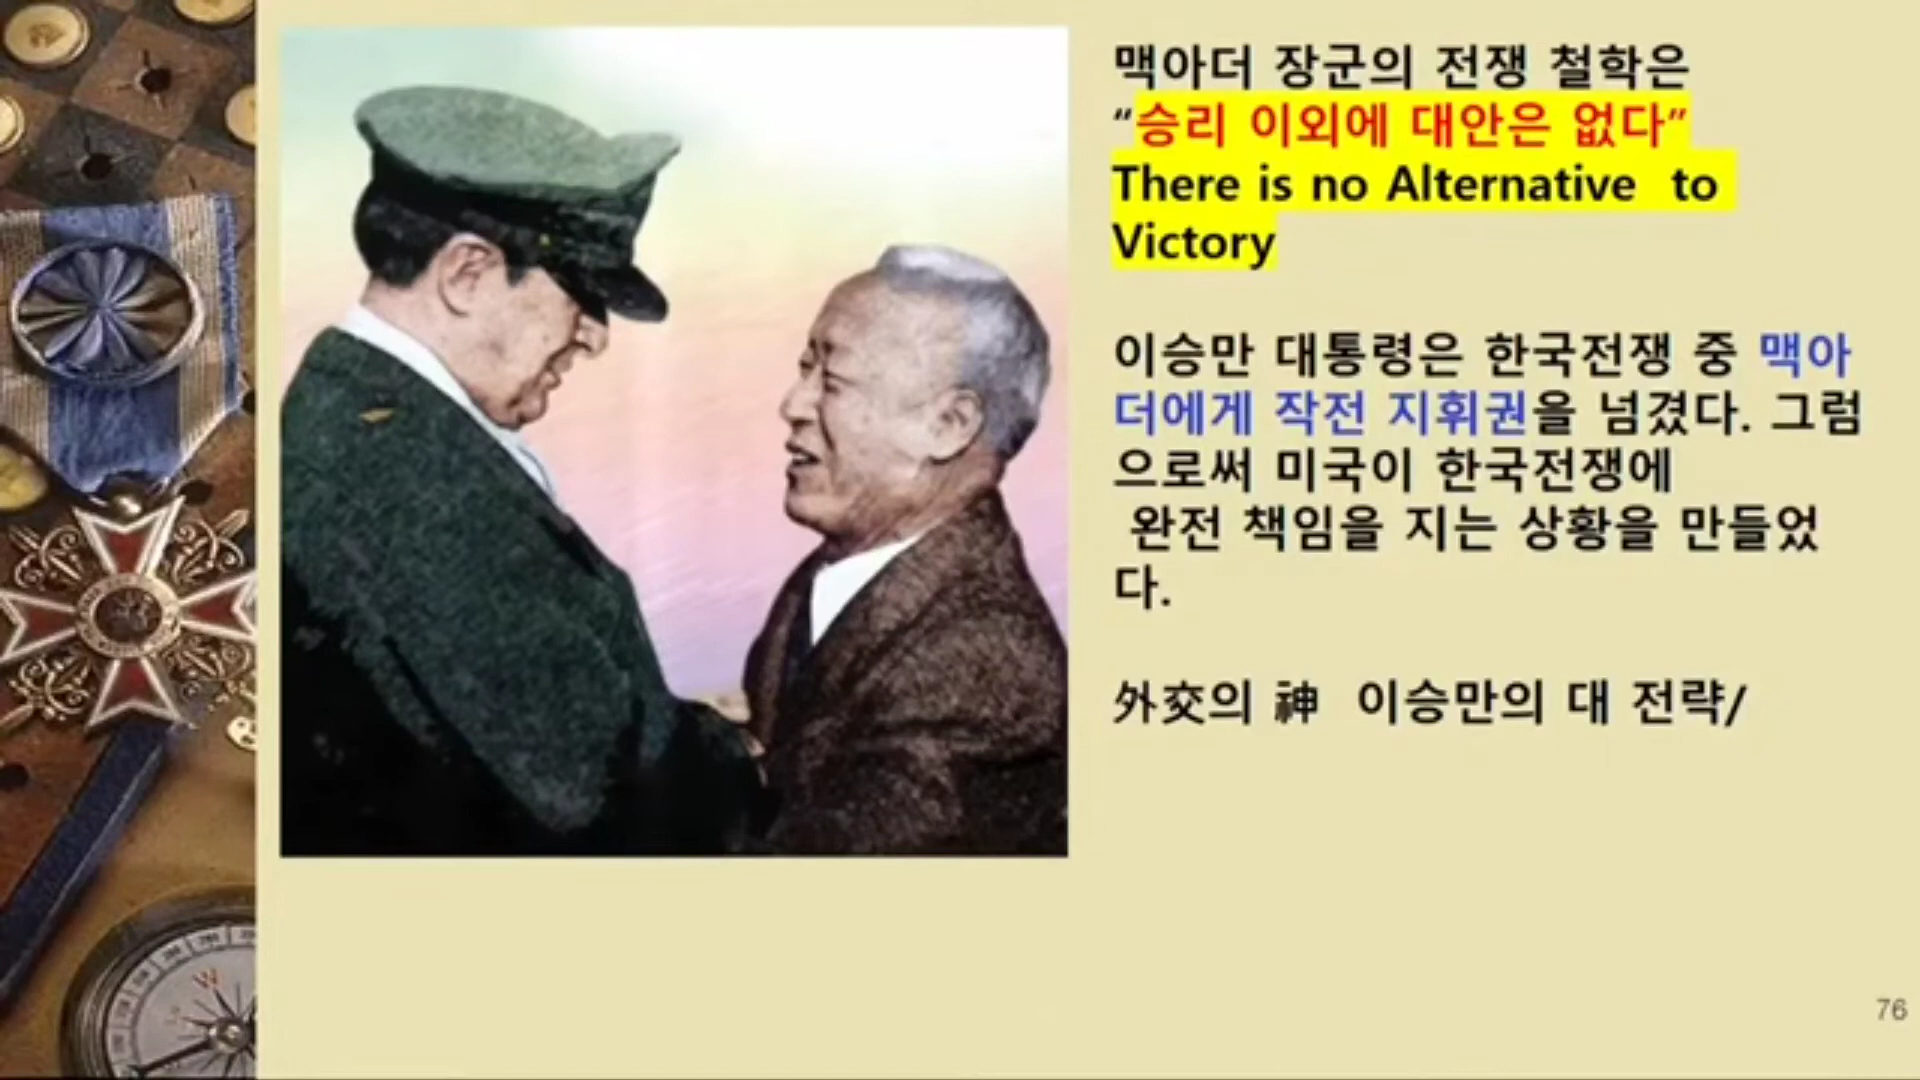 맥아더 장군의 전쟁 철학은
“승리 이외에 대안은 없다”
There is no Alternative to
Victory
이승만 대통령은 한국전쟁 중 맥아
더에게 작전 지휘권을 넘겼다. 그럼
으로써 미국이 한국전쟁에
완전 책임을 지는 상황을 만들었
다.
外交의 神 이승만의 대 전략/
76
W